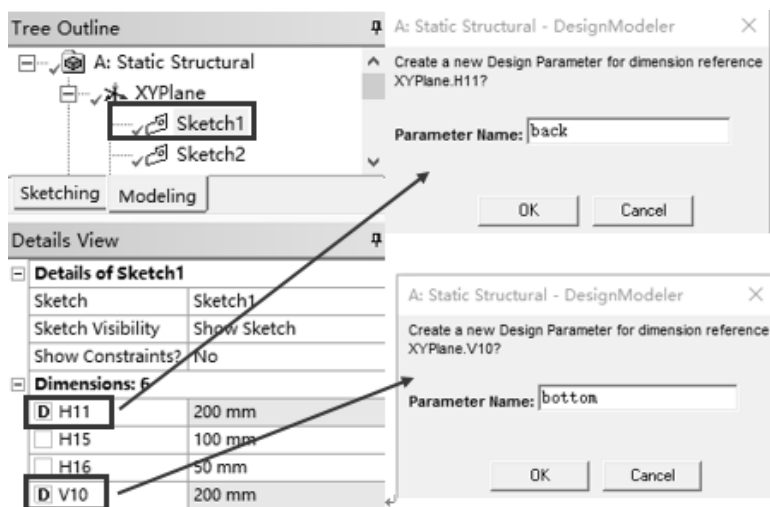 Tree Outline
A: Static Structural
XYPlane
Sketch1
Sketch2
Sketching Modeling
Details View
Details of Sketch1
Sketch Sketch1
Sketch Visibility Show Sketch
Show Constraints? No
Dimensions: 6
D H11 200 mm
H15 100 mm
H16 50 mm
D V10 200 mm
A: Static Structural - DesignModeler
Create a new Design Parameter for dimension reference
XYPlane.H11?
Parameter Name: back
OK Cancel
A: Static Structural - DesignModeler
Create a new Design Parameter for dimension reference
XYPlane.V10?
Parameter Name: bottom
OK Cancel